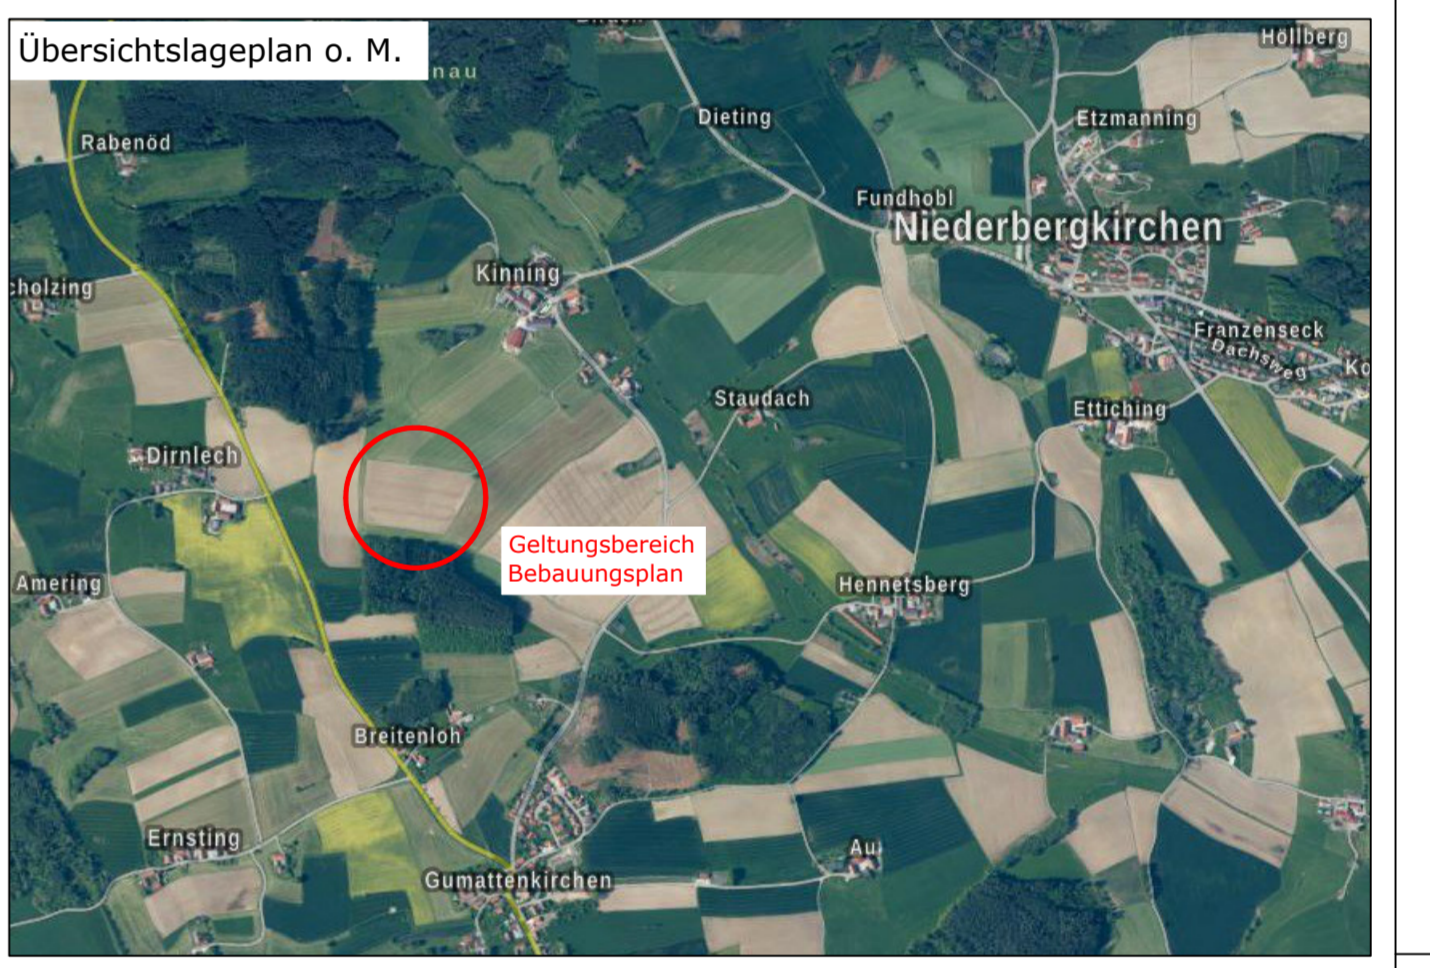 Übersichtslageplan o. M.
nau
Höllberg
Dieting
Etzmanning
Rabenöd
Fundhobl
Niederbergkirchen
Kinning
cholzing
Franzenseck
Dachsweg
Ko
Staudach
Ettiching
Dirnlech
Geltungsbereich
Bebauungsplan
Amering
Hennetsberg
Breitenloh
Ernsting
Au
Gumattenkirchen